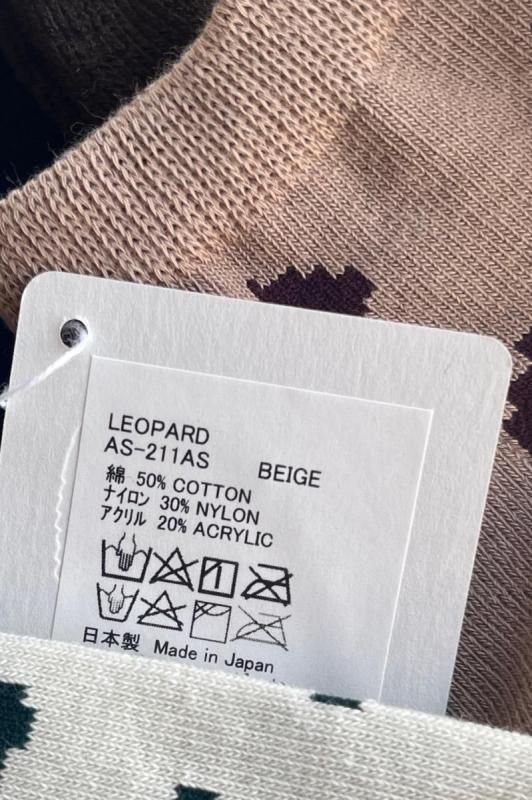 LEOPARD
AS-211AS BEIGE
綿 50% COTTON
ナイロン 30% NYLON
アクリル 20% ACRYLIC
日本製 Made in Japan